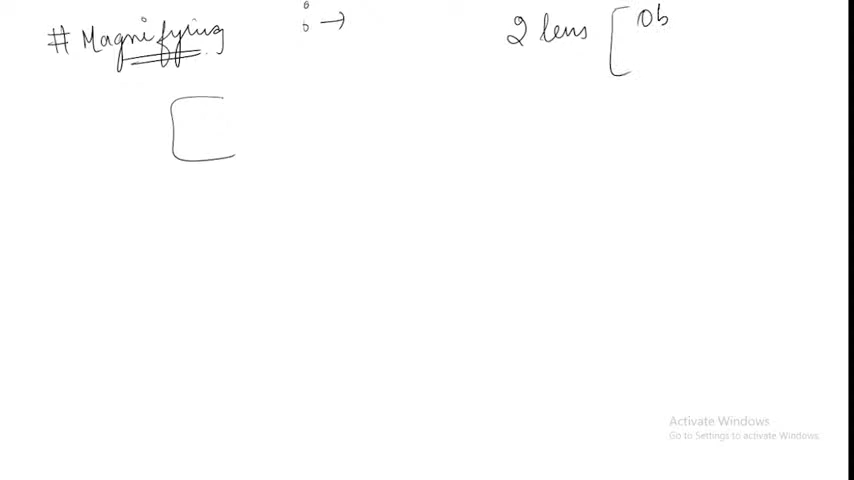 # Magnifying : →
2 lens [ Ob
Activate Windows
Go to Settings to activate Windows.